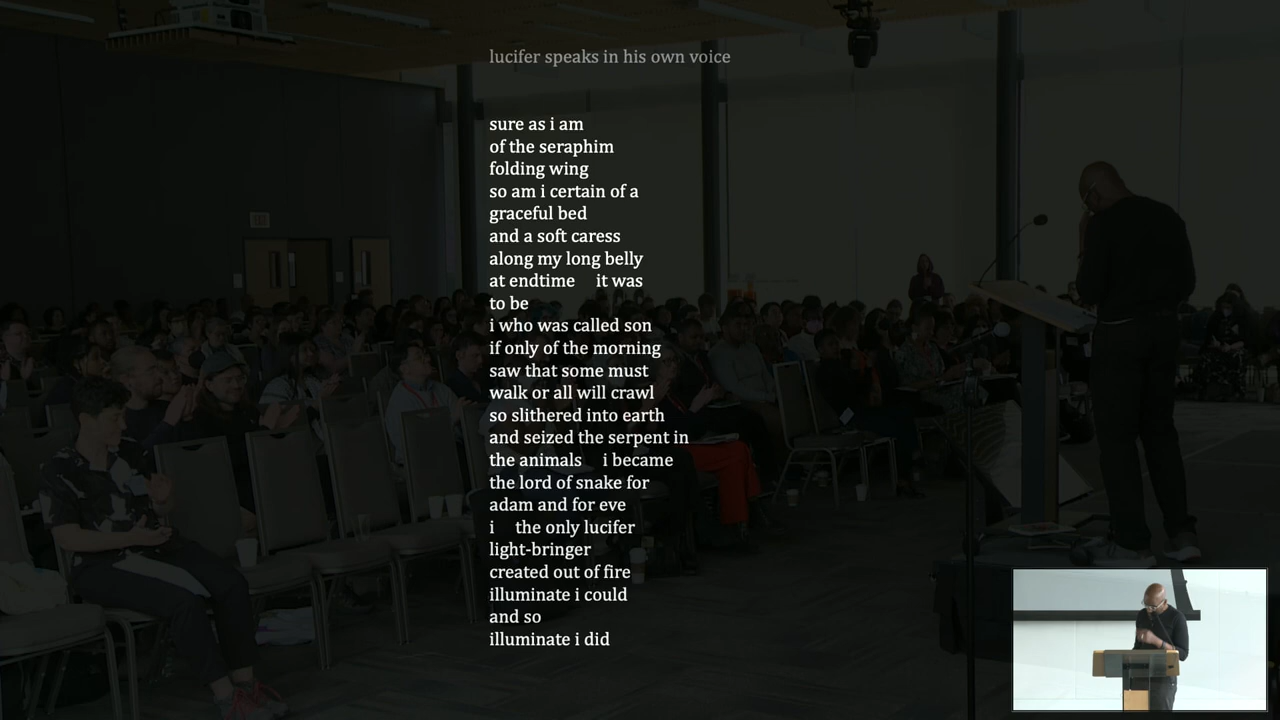 lucifer speaks in his own voice
sure as i am
of the seraphim
folding wing
so am i certain of a
graceful bed
and a soft caress
along my long belly
at endtime it was
to be
i who was called son
if only of the morning
saw that some must
walk or all will crawl
so slithered into earth
and seized the serpent in
the animals i became
the lord of snake for
adam and for eve
i the only lucifer
light-bringer
created out of fire
illuminate i could
and so
illuminate i did